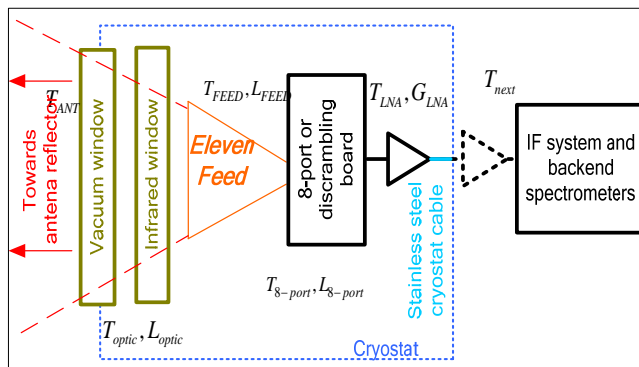 Towards
antena reflector
T_ANT
Vacuum window
Infrared window
T_optic, L_optic
T_FEED, L_FEED
Eleven
Feed
8-port or
discrambling
board
T_8-port, L_8-port
T_LNA, G_LNA
Stainless steel
cryostat cable
Cryostat
T_next
IF system and
backend
spectrometers